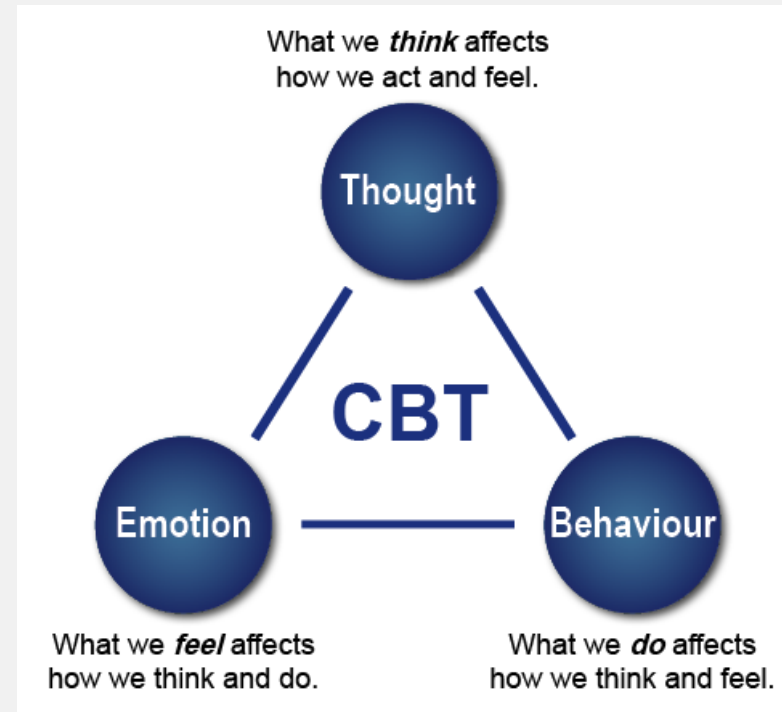 What we think affects
how we act and feel.
Thought
CBT
Emotion
Behaviour
What we feel affects
how we think and do.
What we do affects
how we think and feel.